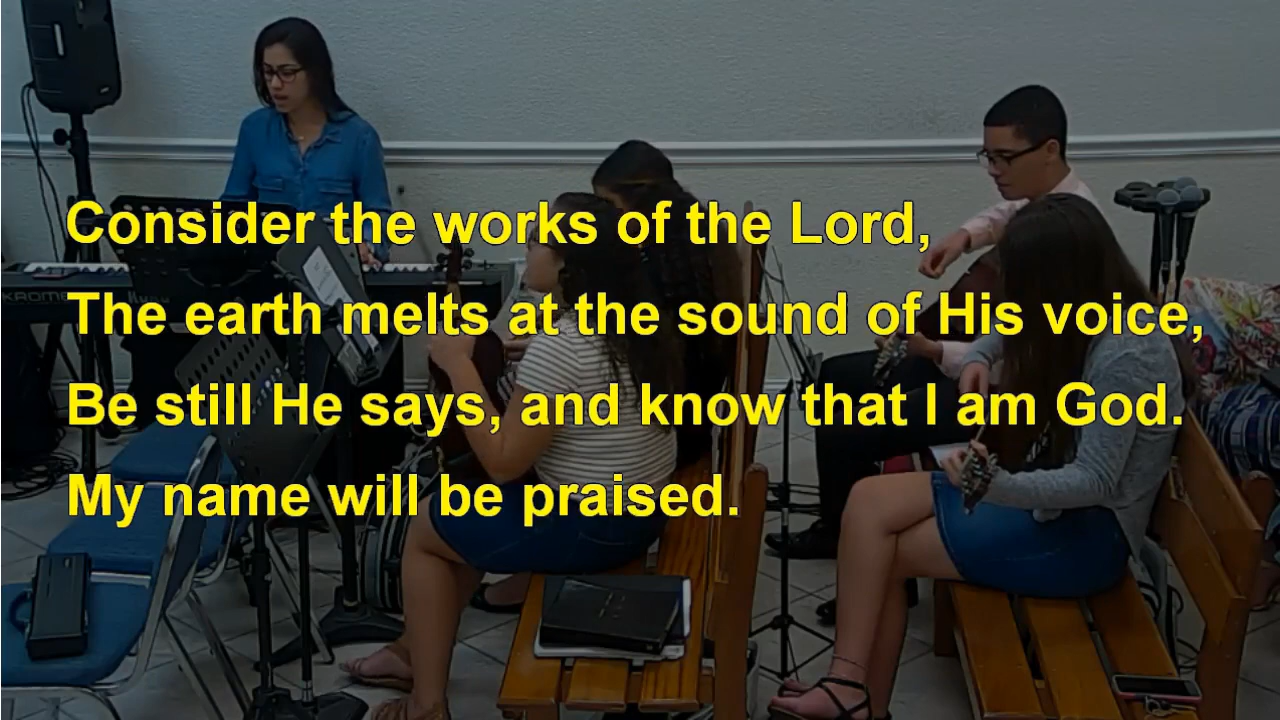 Consider the works of the Lord,
The earth melts at the sound of His voice,
Be still He says, and know that I am God.
My name will be praised.
KROME